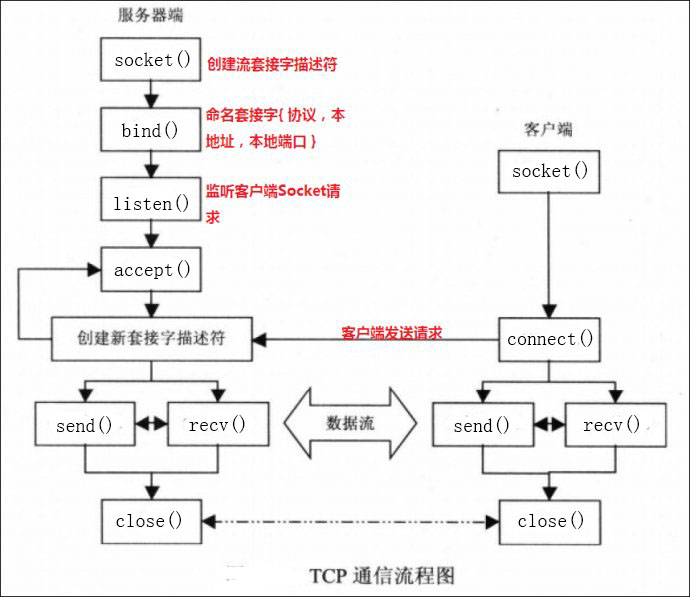 服务器端
socket()
创建流套接字描述符
bind()
命名套接字{ 协议，本
地址，本地端口 }
listen()
监听客户端Socket请
求
accept()
创建新套接字描述符
send()
recv()
close()
客户端
socket()
客户端发送请求
connect()
数据流
send()
recv()
close()
TCP 通信流程图